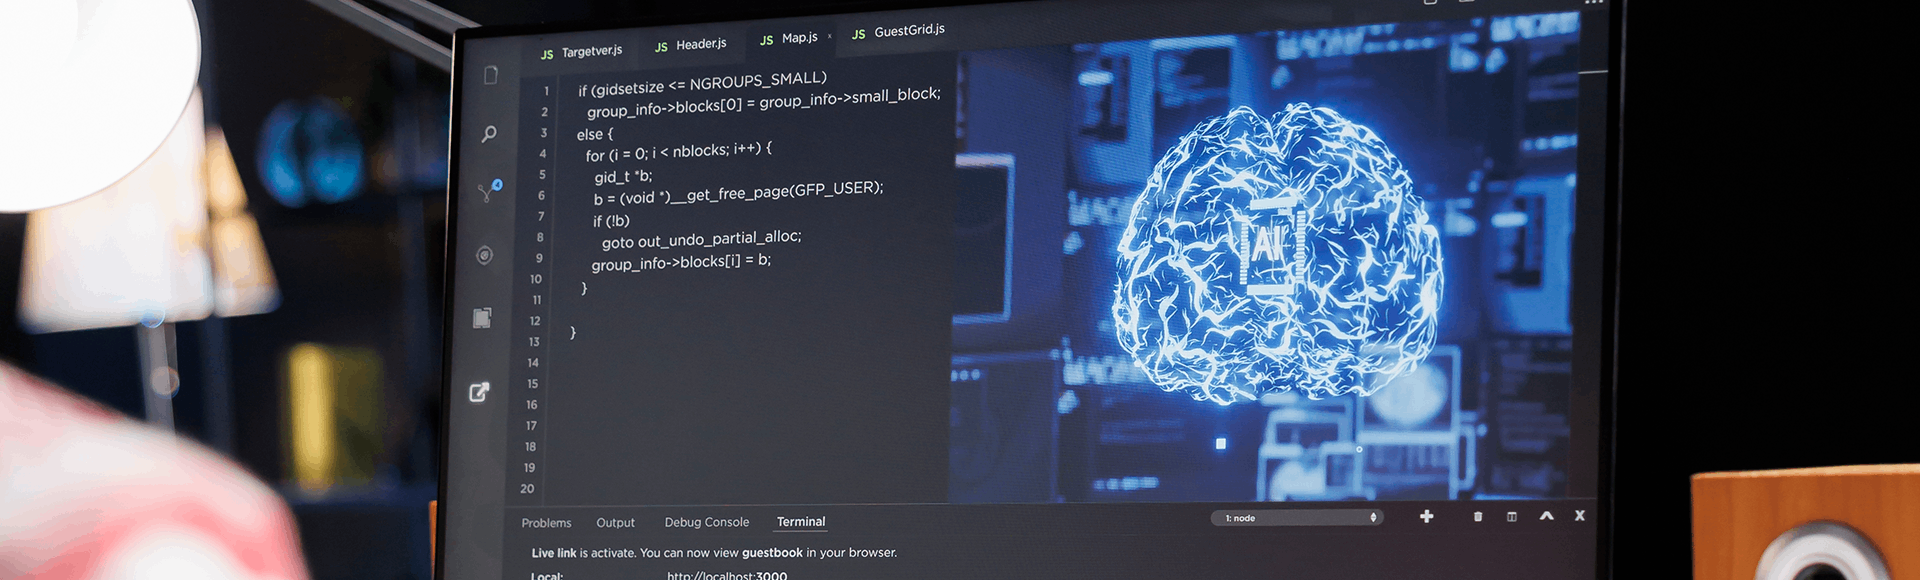 JS Targetver.js JS Header.js JS Map.js x JS GuestGrid.js
1 if (gidsetsize <= NGROUPS_SMALL)
2 group_info->blocks[0] = group_info->small_block;
3 else {
4 for (i = 0; i < nblocks; i++) {
5 gid_t *b;
6 b = (void *)__get_free_page(GFP_USER);
7 if (!b)
8 goto out_undo_partial_alloc;
9 group_info->blocks[i] = b;
10 }
11
12 }
13
14
15
16
17
18
19
20
4
AI
Problems Output Debug Console Terminal
1: node
Live link is activate. You can now view guestbook in your browser.
Local: http://localhost:3000